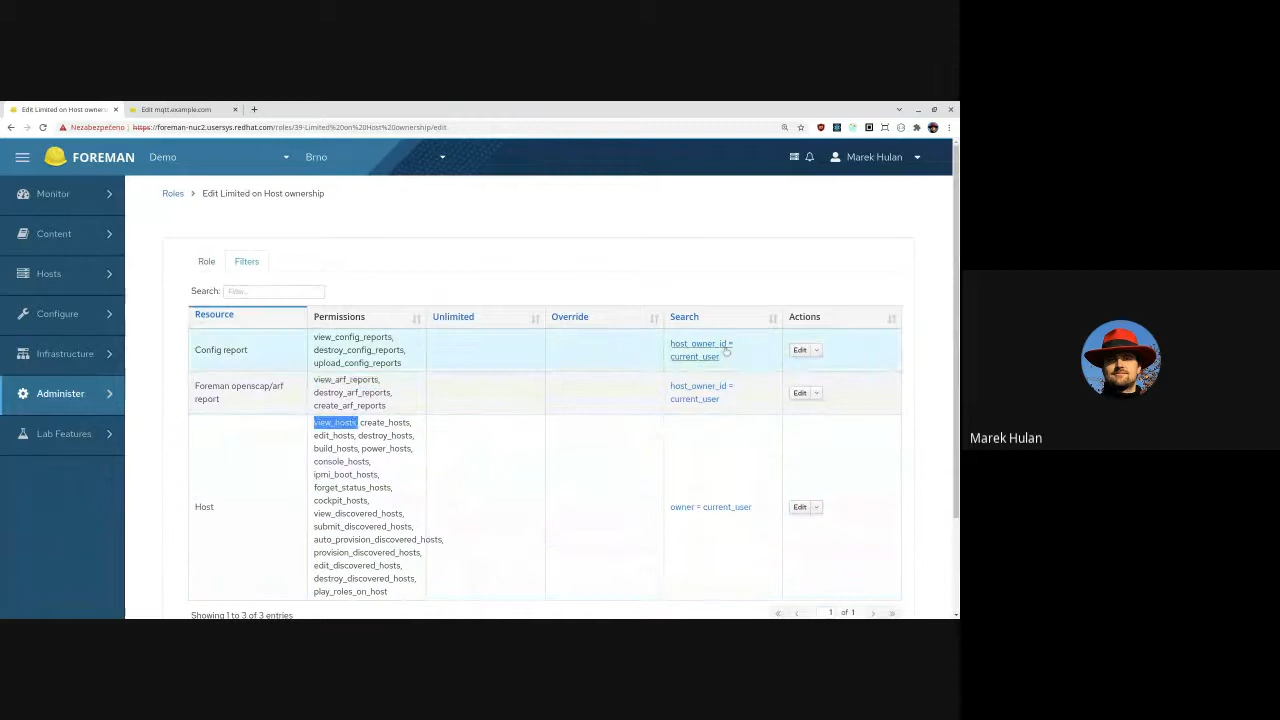 Edit Limited on Host owners
Edit mqtt.example.com
Nezabezpečeno
https://foreman-nuc2.usersys.redhat.com/roles/39-Limited%20on%20Host%20ownership/edit
FOREMAN
Demo
Brno
Marek Hulan
Monitor
Content
Hosts
Configure
Infrastructure
Administer
Lab Features
Roles > Edit Limited on Host ownership
Role
Filters
Search: Filter...
Resource
Permissions
Unlimited
Override
Search
Actions
Config report
view_config_reports,
destroy_config_reports,
upload_config_reports
host_owner_id =
current_user
Edit
Foreman openscap/arf
report
view_arf_reports,
destroy_arf_reports,
create_arf_reports
host_owner_id =
current_user
Edit
Host
view_hosts, create_hosts,
edit_hosts, destroy_hosts,
build_hosts, power_hosts,
console_hosts,
ipmi_boot_hosts,
forget_status_hosts,
cockpit_hosts,
view_discovered_hosts,
submit_discovered_hosts,
auto_provision_discovered_hosts,
provision_discovered_hosts,
edit_discovered_hosts,
destroy_discovered_hosts,
play_roles_on_host
owner = current_user
Edit
Showing 1 to 3 of 3 entries
« ‹ 1 of 1 › »
Marek Hulan